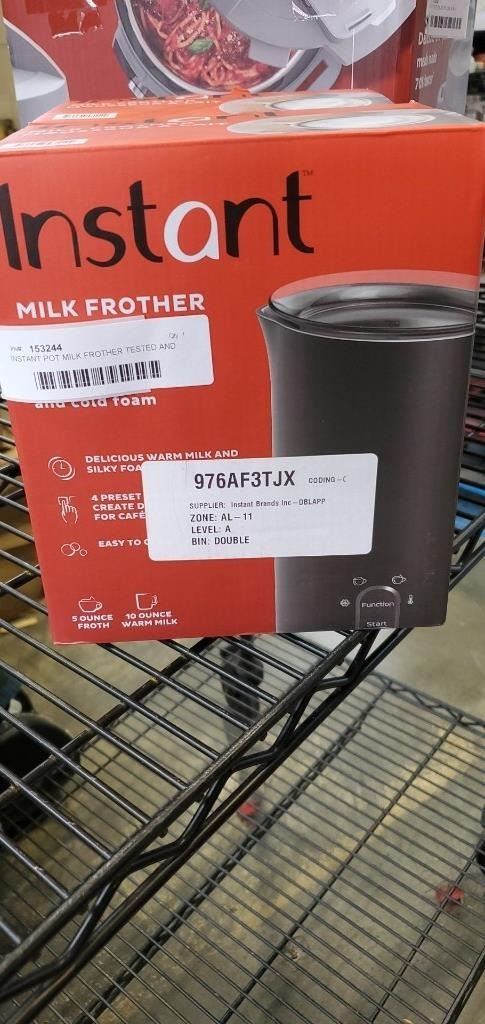 Instant™
MILK FROTHER
153244
QTY 1
INSTANT POT MILK FROTHER TESTED AND
and cold foam
DELICIOUS WARM MILK AND
SILKY FOA
4 PRESET
CREATE D
FOR CAFÉ
EASY TO C
976AF3TJX CODING - C
SUPPLIER: Instant Brands Inc - DBLAPP
ZONE: AL - 11
LEVEL: A
BIN: DOUBLE
5 OUNCE
FROTH
10 OUNCE
WARM MILK
Function
Start